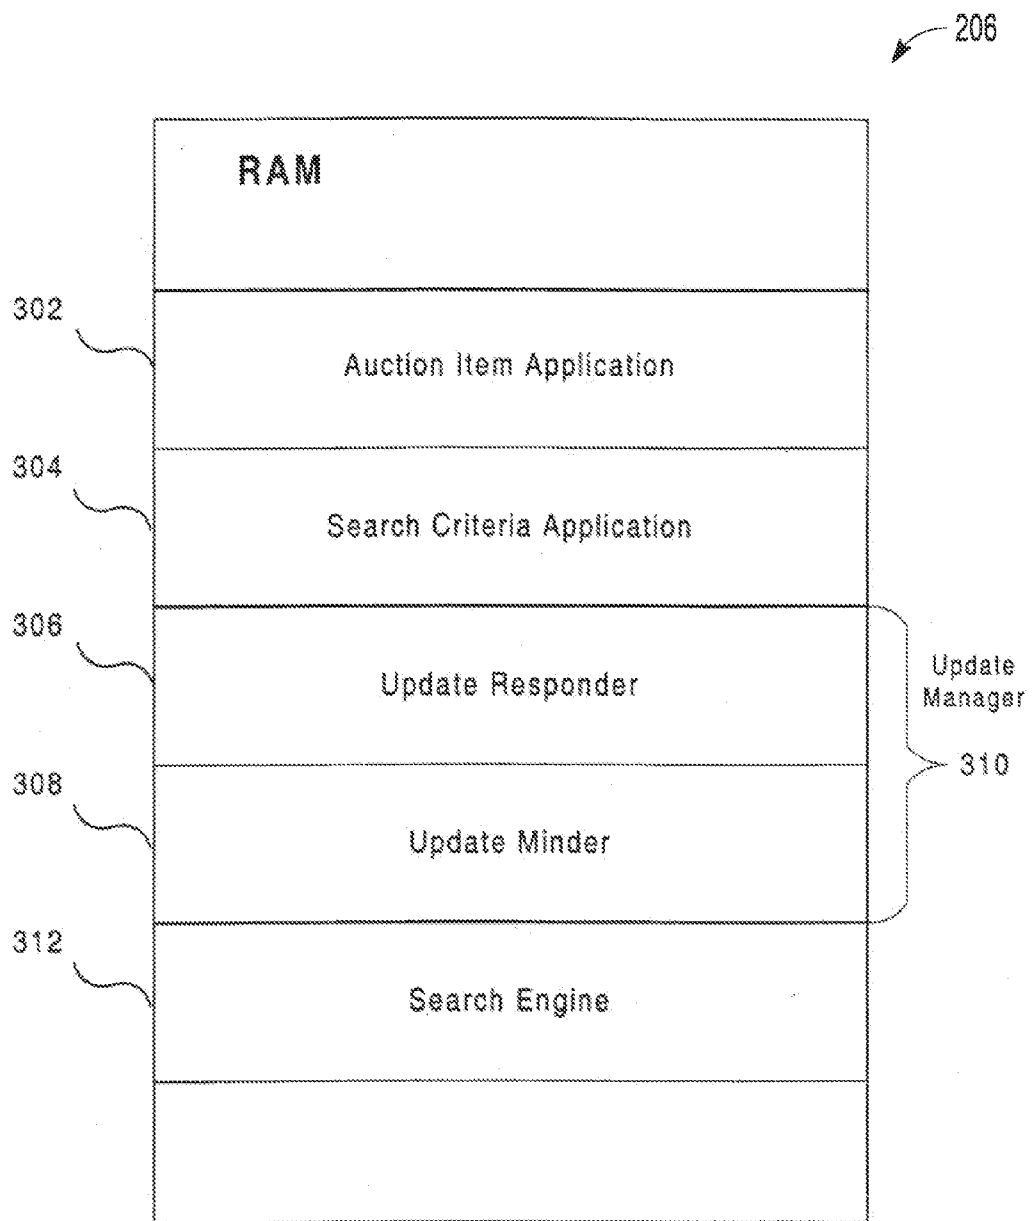 206
RAM
302
Auction Item Application
304
Search Criteria Application
306
Update Responder
Update
Manager
310
308
Update Minder
312
Search Engine